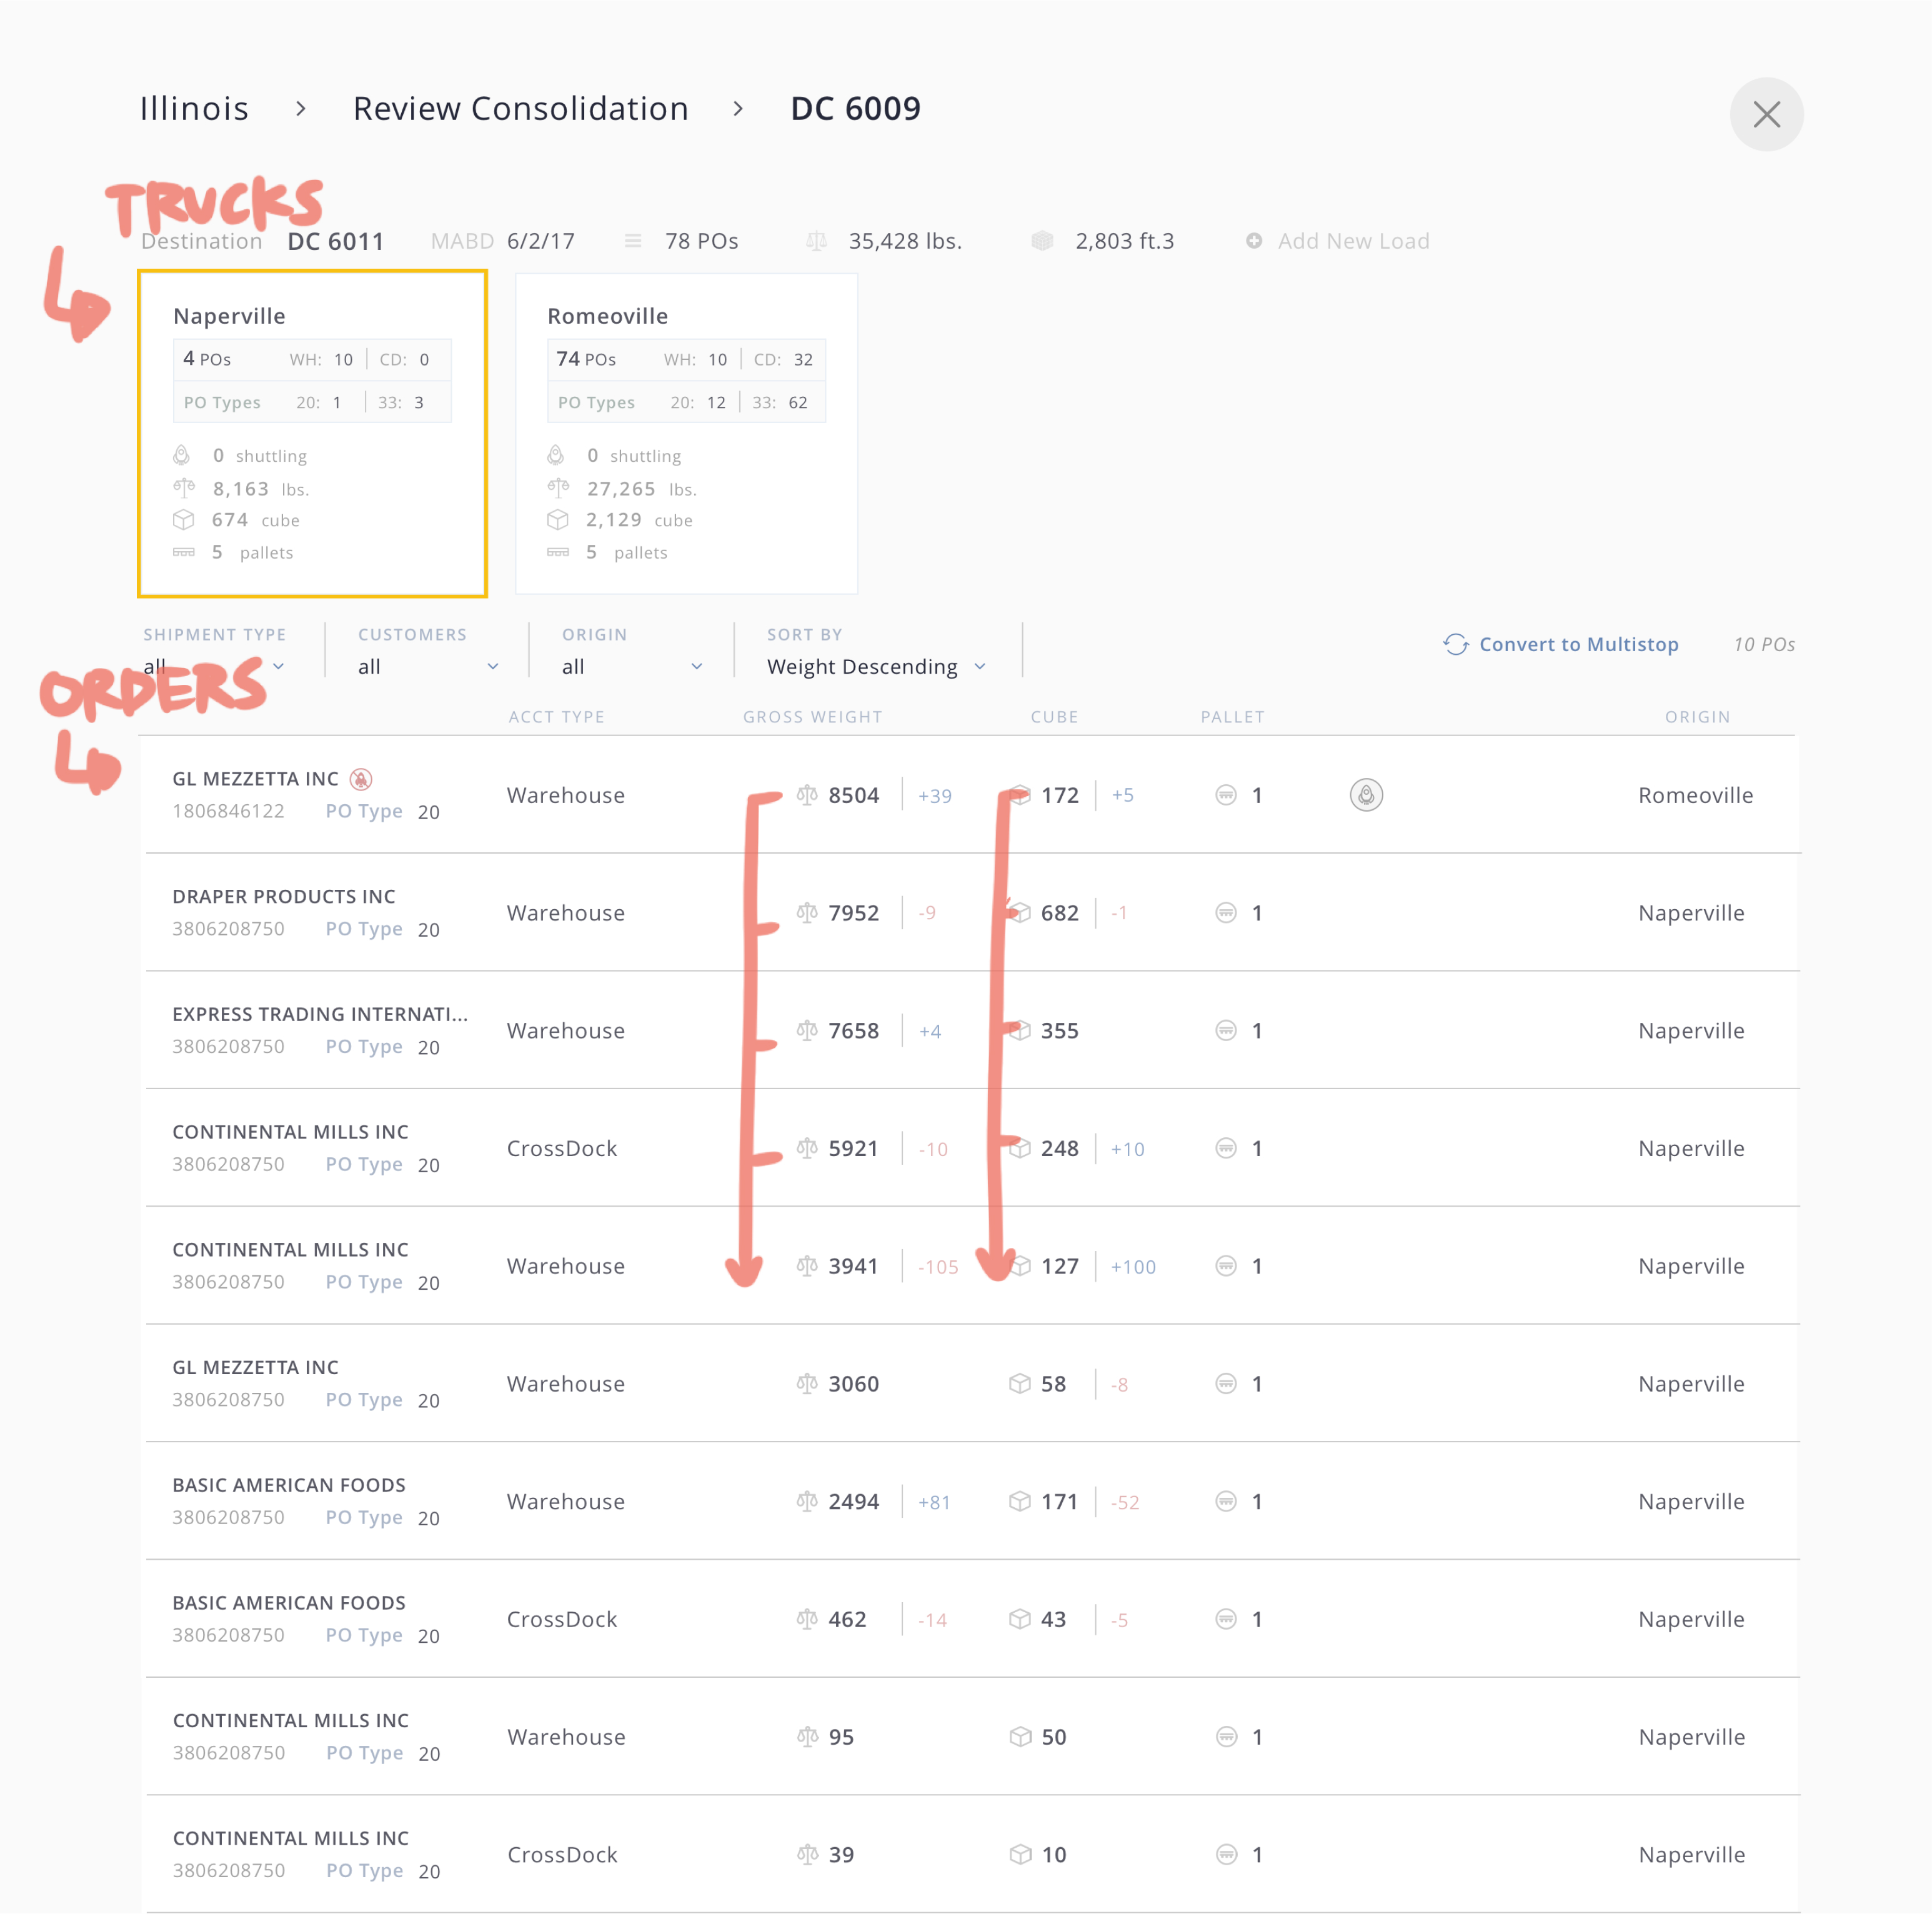 Illinois > Review Consolidation > DC 6009
TRUCKS
Destination DC 6011 MABD 6/2/17 78 POs 35,428 lbs. 2,803 ft.3 Add New Load
Naperville
4 POs WH: 10 CD: 0
PO Types 20: 1 33: 3
0 shuttling
8,163 lbs.
674 cube
5 pallets
Romeoville
74 POs WH: 10 CD: 32
PO Types 20: 12 33: 62
0 shuttling
27,265 lbs.
2,129 cube
5 pallets
SHIPMENT TYPE CUSTOMERS ORIGIN SORT BY
all all all Weight Descending
Convert to Multistop 10 POs
ORDERS
ACCT TYPE GROSS WEIGHT CUBE PALLET ORIGIN
GL MEZZETTA INC
1806846122 PO Type 20
Warehouse 8504 +39 172 +5 1 Romeoville
DRAPER PRODUCTS INC
3806208750 PO Type 20
Warehouse 7952 -9 682 -1 1 Naperville
EXPRESS TRADING INTERNATI...
3806208750 PO Type 20
Warehouse 7658 +4 355 1 Naperville
CONTINENTAL MILLS INC
3806208750 PO Type 20
CrossDock 5921 -10 248 +10 1 Naperville
CONTINENTAL MILLS INC
3806208750 PO Type 20
Warehouse 3941 -105 127 +100 1 Naperville
GL MEZZETTA INC
3806208750 PO Type 20
Warehouse 3060 58 -8 1 Naperville
BASIC AMERICAN FOODS
3806208750 PO Type 20
Warehouse 2494 +81 171 -52 1 Naperville
BASIC AMERICAN FOODS
3806208750 PO Type 20
CrossDock 462 -14 43 -5 1 Naperville
CONTINENTAL MILLS INC
3806208750 PO Type 20
Warehouse 95 50 1 Naperville
CONTINENTAL MILLS INC
3806208750 PO Type 20
CrossDock 39 10 1 Naperville